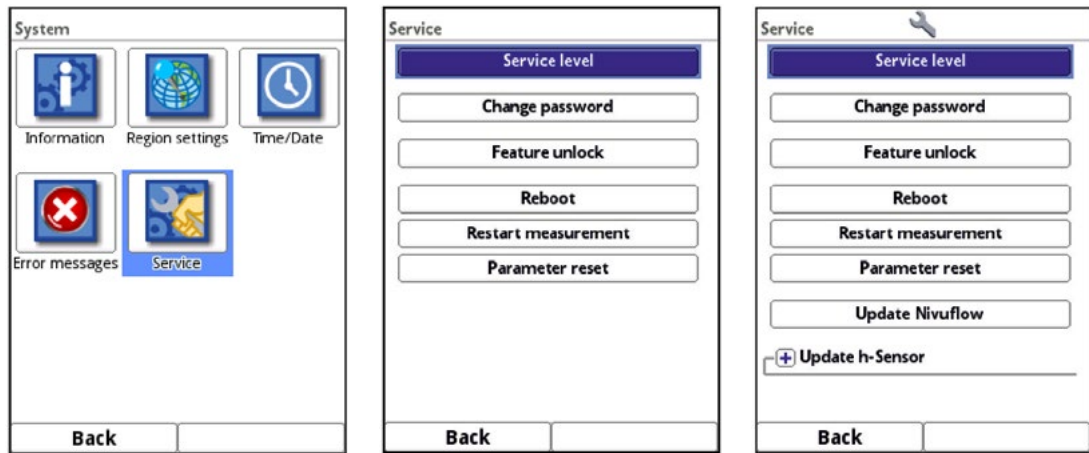 System
Information
Region settings
Time/Date
Error messages
Service
Back
Service
Service level
Change password
Feature unlock
Reboot
Restart measurement
Parameter reset
Back
Service
Service level
Change password
Feature unlock
Reboot
Restart measurement
Parameter reset
Update Nivuflow
Update h-Sensor
Back